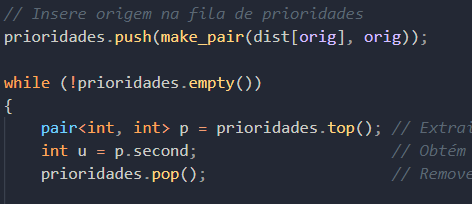 // Insere origem na fila de prioridades
prioridades.push(make_pair(dist[orig], orig));
while (!prioridades.empty())
{
pair<int, int> p = prioridades.top(); // Extrai
int u = p.second; // Obtém
prioridades.pop(); // Remove